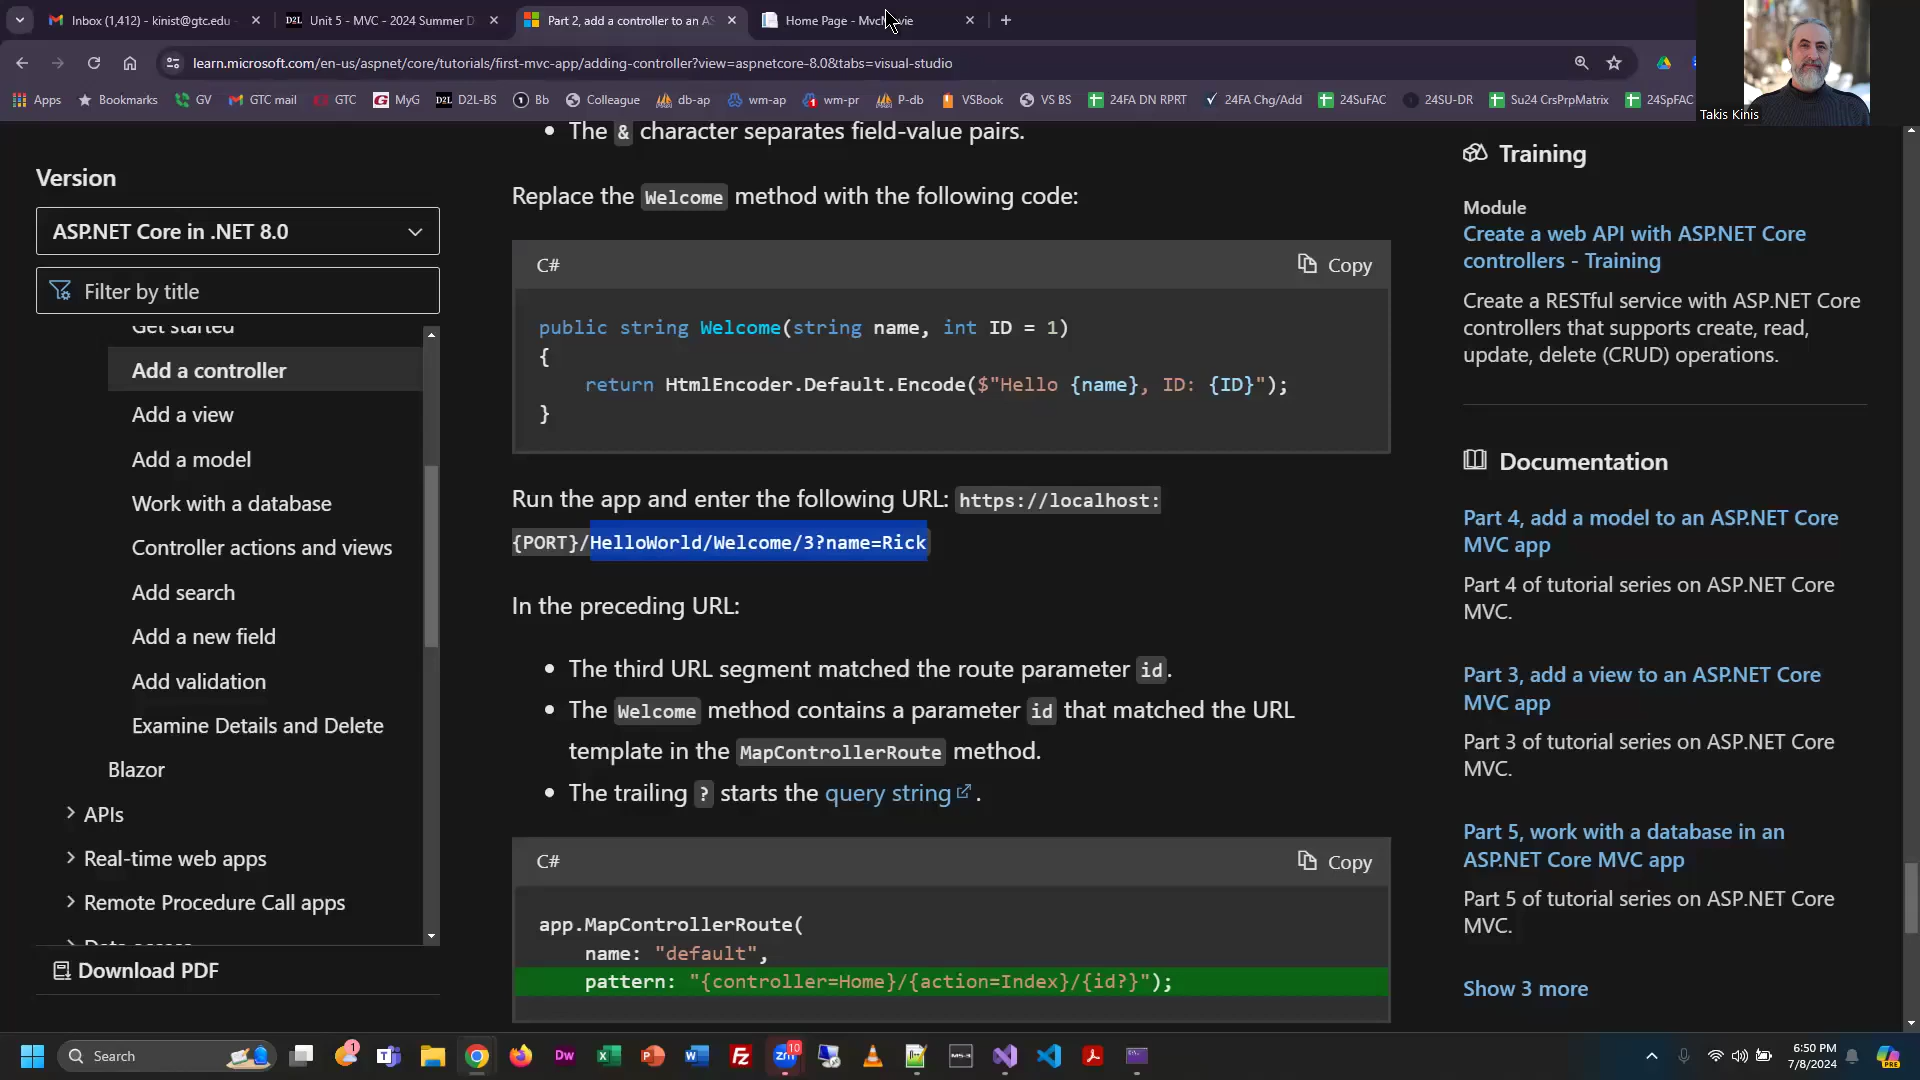 Inbox (1,412) - kinist@gtc.edu
D2L Unit 5 - MVC - 2024 Summer D
Part 2, add a controller to an AS
Home Page - MvcMovie
learn.microsoft.com/en-us/aspnet/core/tutorials/first-mvc-app/adding-controller?view=aspnetcore-8.0&tabs=visual-studio
Apps Bookmarks GV GTC mail GTC MyG D2L-BS Bb Colleague db-ap wm-ap wm-pr P-db VSBook VS BS 24FA DN RPRT 24FA Chg/Add 24SuFAC 24SU-DR Su24 CrsPrpMatrix 24SpFAC
Takis Kinis
Version
ASP.NET Core in .NET 8.0
Filter by title
Get started
Add a controller
Add a view
Add a model
Work with a database
Controller actions and views
Add search
Add a new field
Add validation
Examine Details and Delete
Blazor
APIs
Real-time web apps
Remote Procedure Call apps
Data access
Download PDF
• The & character separates field-value pairs.
Replace the Welcome method with the following code:
C# Copy
public string Welcome(string name, int ID = 1)
{
return HtmlEncoder.Default.Encode($"Hello {name}, ID: {ID}");
}
Run the app and enter the following URL: https://localhost:
{PORT}/HelloWorld/Welcome/3?name=Rick
In the preceding URL:
• The third URL segment matched the route parameter id.
• The Welcome method contains a parameter id that matched the URL
template in the MapControllerRoute method.
• The trailing ? starts the query string.
C# Copy
app.MapControllerRoute(
name: "default",
pattern: "{controller=Home}/{action=Index}/{id?}");
Training
Module
Create a web API with ASP.NET Core
controllers - Training
Create a RESTful service with ASP.NET Core
controllers that supports create, read,
update, delete (CRUD) operations.
Documentation
Part 4, add a model to an ASP.NET Core
MVC app
Part 4 of tutorial series on ASP.NET Core
MVC.
Part 3, add a view to an ASP.NET Core
MVC app
Part 3 of tutorial series on ASP.NET Core
MVC.
Part 5, work with a database in an
ASP.NET Core MVC app
Part 5 of tutorial series on ASP.NET Core
MVC.
Show 3 more
Search
1
Dw
10
6:50 PM
7/8/2024
PRE